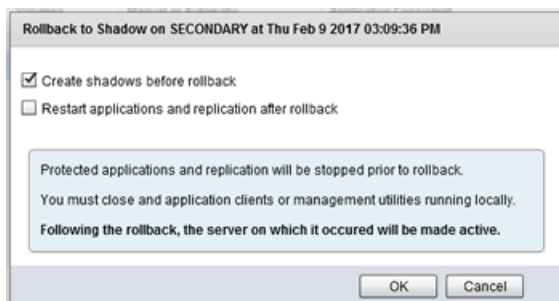 Rollback to Shadow on SECONDARY at Thu Feb 9 2017 03:09:36 PM
Create shadows before rollback
Restart applications and replication after rollback
Protected applications and replication will be stopped prior to rollback.
You must close and application clients or management utilities running locally.
Following the rollback, the server on which it occured will be made active.
OK Cancel